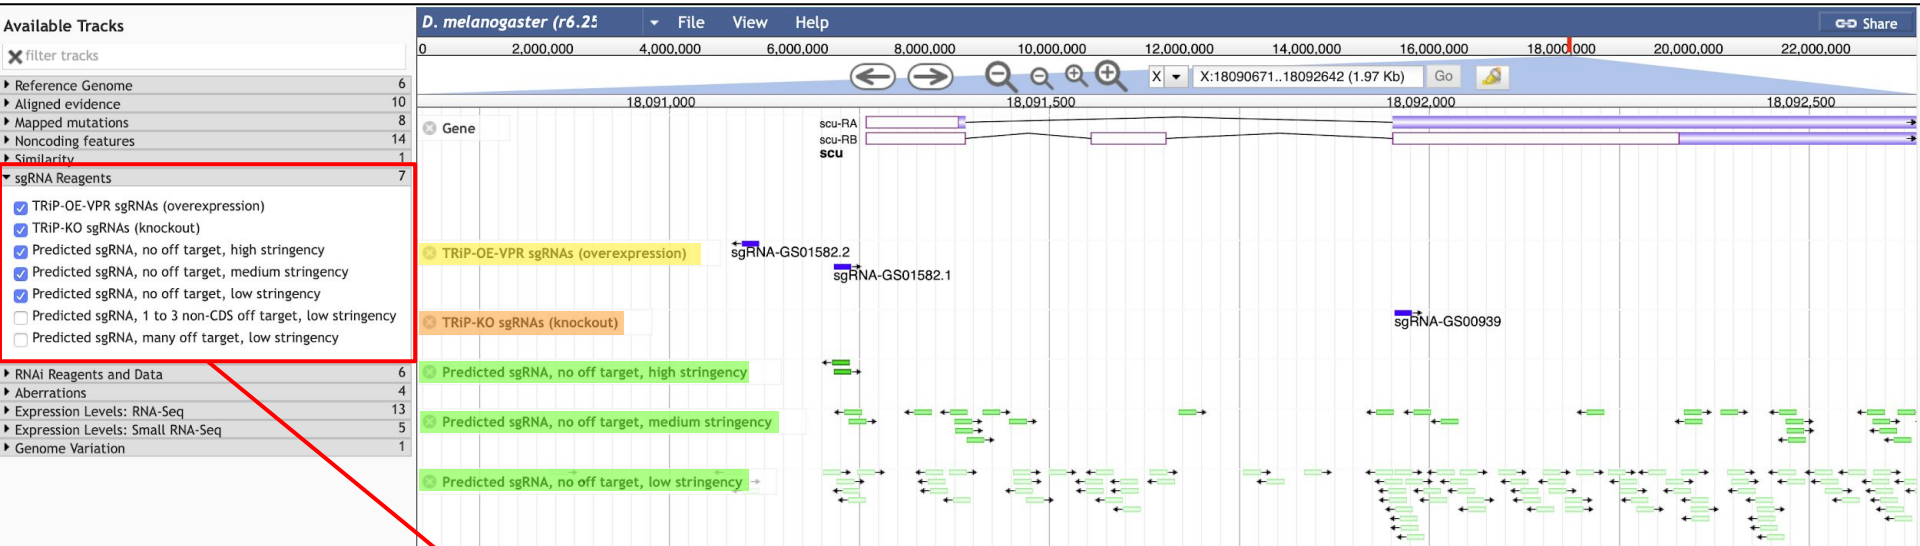 Available Tracks
filter tracks
Reference Genome 6
Aligned evidence 10
Mapped mutations 8
Noncoding features 14
Similarity 1
sgRNA Reagents 7
TRiP-OE-VPR sgRNAs (overexpression)
TRiP-KO sgRNAs (knockout)
Predicted sgRNA, no off target, high stringency
Predicted sgRNA, no off target, medium stringency
Predicted sgRNA, no off target, low stringency
Predicted sgRNA, 1 to 3 non-CDS off target, low stringency
Predicted sgRNA, many off target, low stringency
RNAi Reagents and Data 6
Aberrations 4
Expression Levels: RNA-Seq 13
Expression Levels: Small RNA-Seq 5
Genome Variation 1
D. melanogaster (r6.25 File View Help Share
0 2,000,000 4,000,000 6,000,000 8,000,000 10,000,000 12,000,000 14,000,000 16,000,000 18,000,000 20,000,000 22,000,000
X X:18090671..18092642 (1.97 Kb) Go
18,091,000 18,091,500 18,092,000 18,092,500
Gene
scu-RA
scu-RB
scu
TRiP-OE-VPR sgRNAs (overexpression)
sgRNA-GS01582.2
sgRNA-GS01582.1
TRiP-KO sgRNAs (knockout)
sgRNA-GS00939
Predicted sgRNA, no off target, high stringency
Predicted sgRNA, no off target, medium stringency
Predicted sgRNA, no off target, low stringency